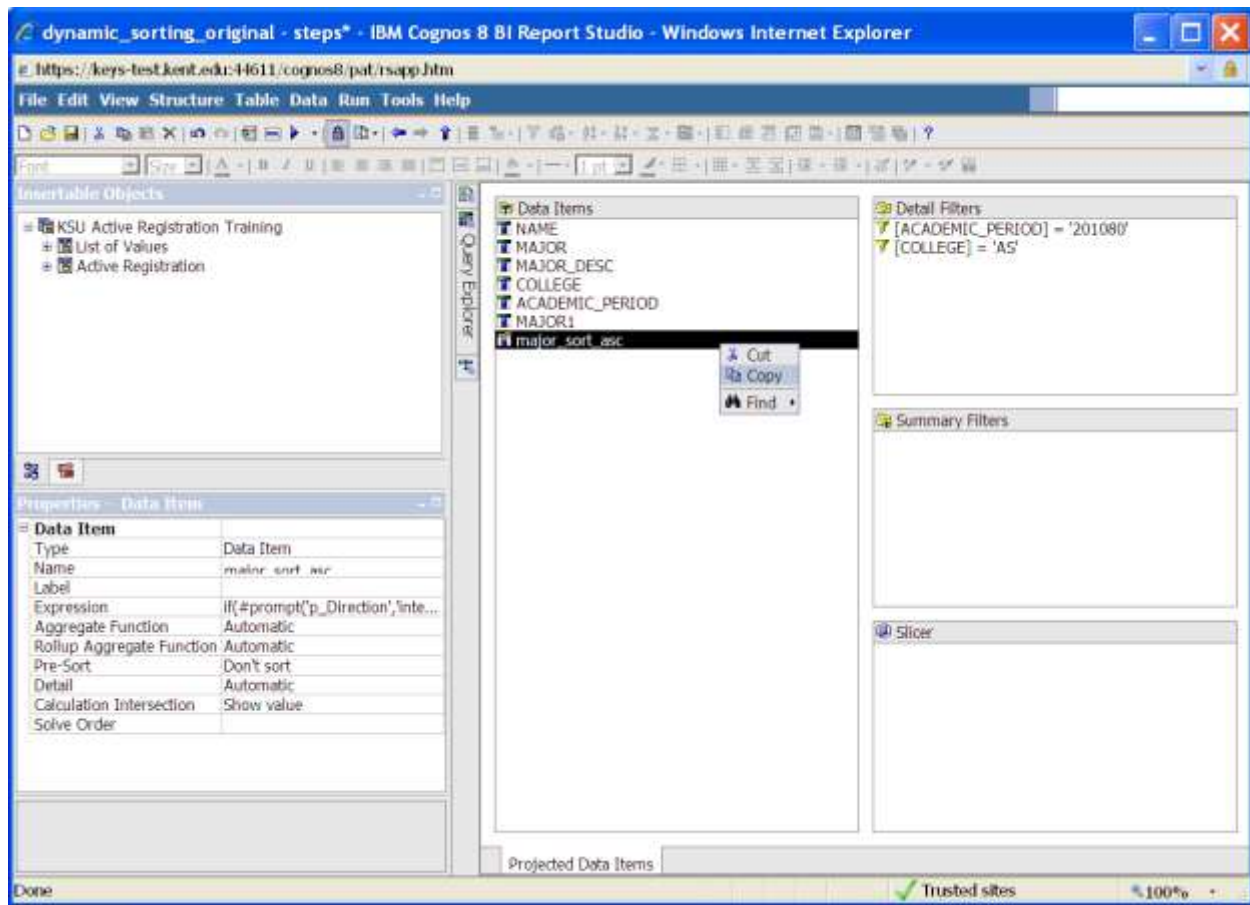 dynamic_sorting_original - steps* - IBM Cognos 8 BI Report Studio - Windows Internet Explorer
https://keys-test.kent.edu:44611/cognos8/pat/rsapp.htm
File Edit View Structure Table Data Run Tools Help
Font Size 1 pt
Insertable Objects
KSU Active Registration Training
List of Values
Active Registration
Properties - Data Item
Data Item
Type Data Item
Name major_sort_asc
Label
Expression if(#prompt('p_Direction','inte...
Aggregate Function Automatic
Rollup Aggregate Function Automatic
Pre-Sort Don't sort
Detail Automatic
Calculation Intersection Show value
Solve Order
Query Explorer
Data Items
NAME
MAJOR
MAJOR_DESC
COLLEGE
ACADEMIC_PERIOD
MAJOR1
major_sort_asc
Cut
Copy
Find
Projected Data Items
Detail Filters
[ACADEMIC_PERIOD] = '201080'
[COLLEGE] = 'AS'
Summary Filters
Slicer
Done Trusted sites 100%